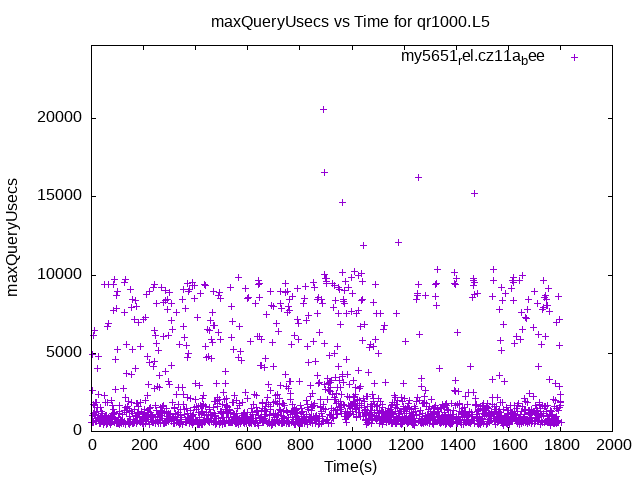 maxQueryUsecs vs Time for qr1000.L5
my5651rel.cz11abee
maxQueryUsecs
20000
15000
10000
5000
0
0 200 400 600 800 1000 1200 1400 1600 1800 2000
Time(s)